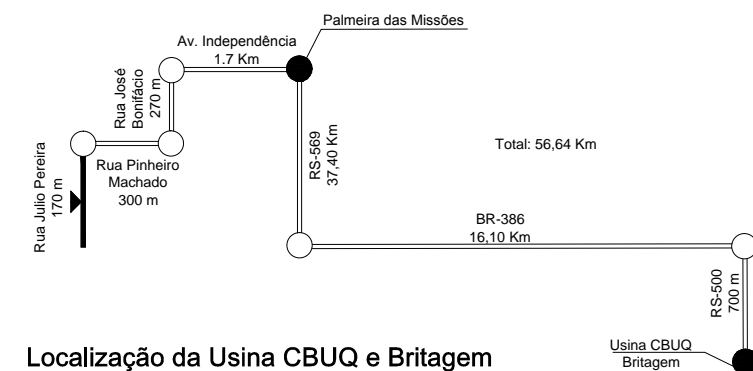 Palmeira das Missões
Av. Independência
1.7 Km
Rua José
Bonifácio
270 m
Rua Julio Pereira
170 m
Rua Pinheiro
Machado
300 m
RS-569
37,40 Km
Total: 56,64 Km
BR-386
16,10 Km
RS-500
700 m
Localização da Usina CBUQ e Britagem
Usina CBUQ
Britagem